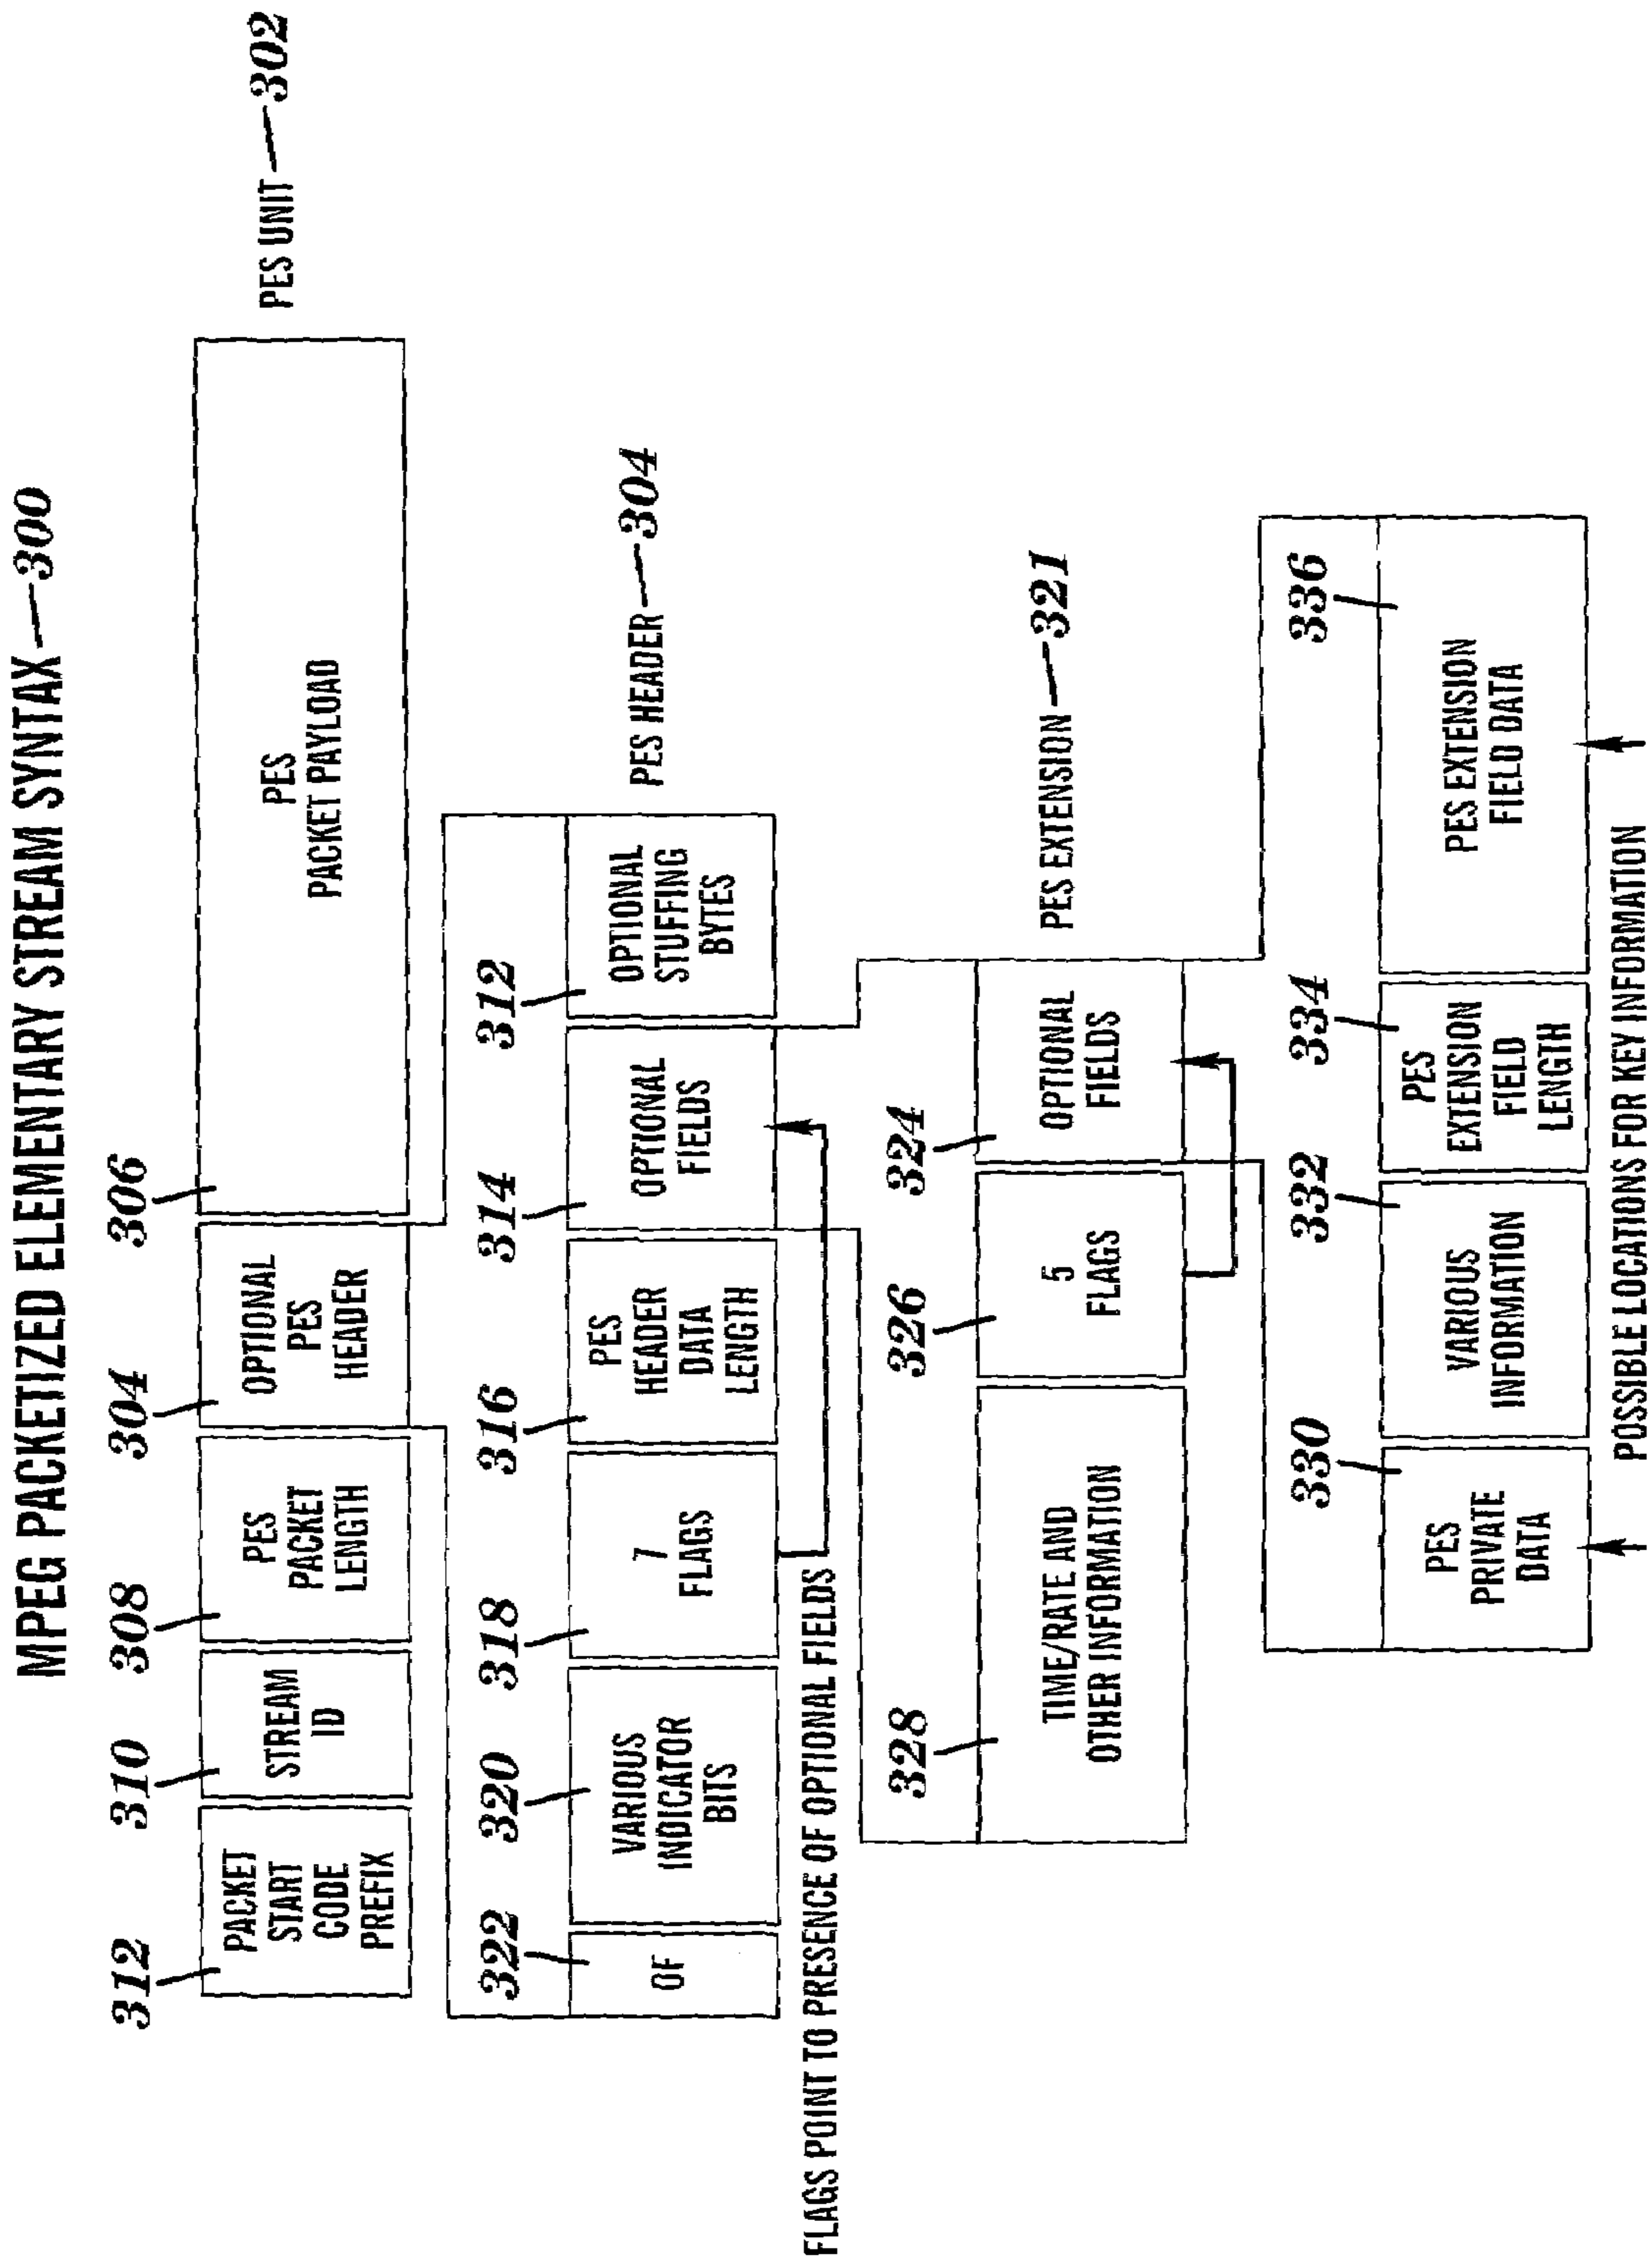 MPEG PACKETIZED ELEMENTARY STREAM SYNTAX—300
312
310
308
304
306
PACKET
START
CODE
PREFIX
STREAM
ID
PES
PACKET
LENGTH
OPTIONAL
PES
HEADER
PES
PACKET PAYLOAD
PES UNIT—302
322
320
318
316
314
312
OF
VARIOUS
INDICATOR
BITS
7
FLAGS
PES
HEADER
DATA
LENGTH
OPTIONAL
FIELDS
OPTIONAL
STUFFING
BYTES
PES HEADER—304
FLAGS POINT TO PRESENCE OF OPTIONAL FIELDS
328
326
324
TIME/RATE AND
OTHER INFORMATION
5
FLAGS
OPTIONAL
FIELDS
PES EXTENSION—321
330
332
334
336
PES
PRIVATE
DATA
VARIOUS
INFORMATION
PES
EXTENSION
FIELD
LENGTH
PES EXTENSION
FIELD DATA
POSSIBLE LOCATIONS FOR KEY INFORMATION